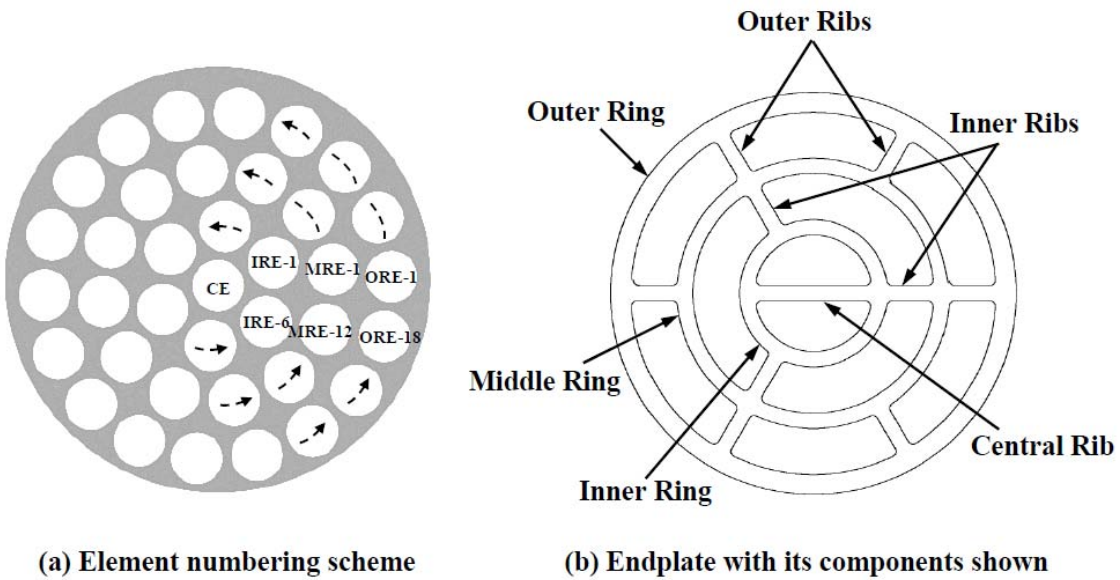 CE
IRE-1
MRE-1
ORE-1
IRE-6
MRE-12
ORE-18
(a) Element numbering scheme
Outer Ribs
Outer Ring
Inner Ribs
Middle Ring
Inner Ring
Central Rib
(b) Endplate with its components shown